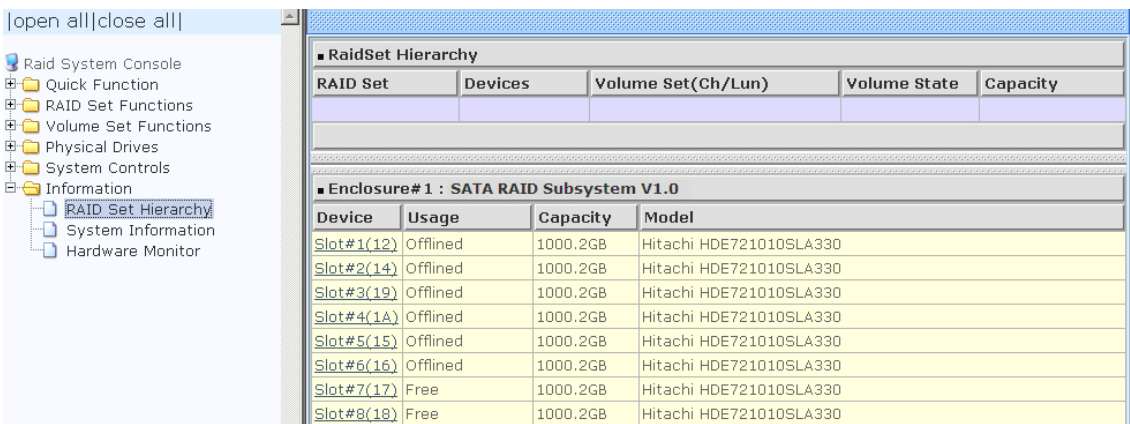 |open all|close all|
Raid System Console
Quick Function
RAID Set Functions
Volume Set Functions
Physical Drives
System Controls
Information
RAID Set Hierarchy
System Information
Hardware Monitor
RaidSet Hierarchy
RAID Set Devices Volume Set(Ch/Lun) Volume State Capacity
Enclosure#1 : SATA RAID Subsystem V1.0
Device Usage Capacity Model
Slot#1(12) Offlined 1000.2GB Hitachi HDE721010SLA330
Slot#2(14) Offlined 1000.2GB Hitachi HDE721010SLA330
Slot#3(19) Offlined 1000.2GB Hitachi HDE721010SLA330
Slot#4(1A) Offlined 1000.2GB Hitachi HDE721010SLA330
Slot#5(15) Offlined 1000.2GB Hitachi HDE721010SLA330
Slot#6(16) Offlined 1000.2GB Hitachi HDE721010SLA330
Slot#7(17) Free 1000.2GB Hitachi HDE721010SLA330
Slot#8(18) Free 1000.2GB Hitachi HDE721010SLA330